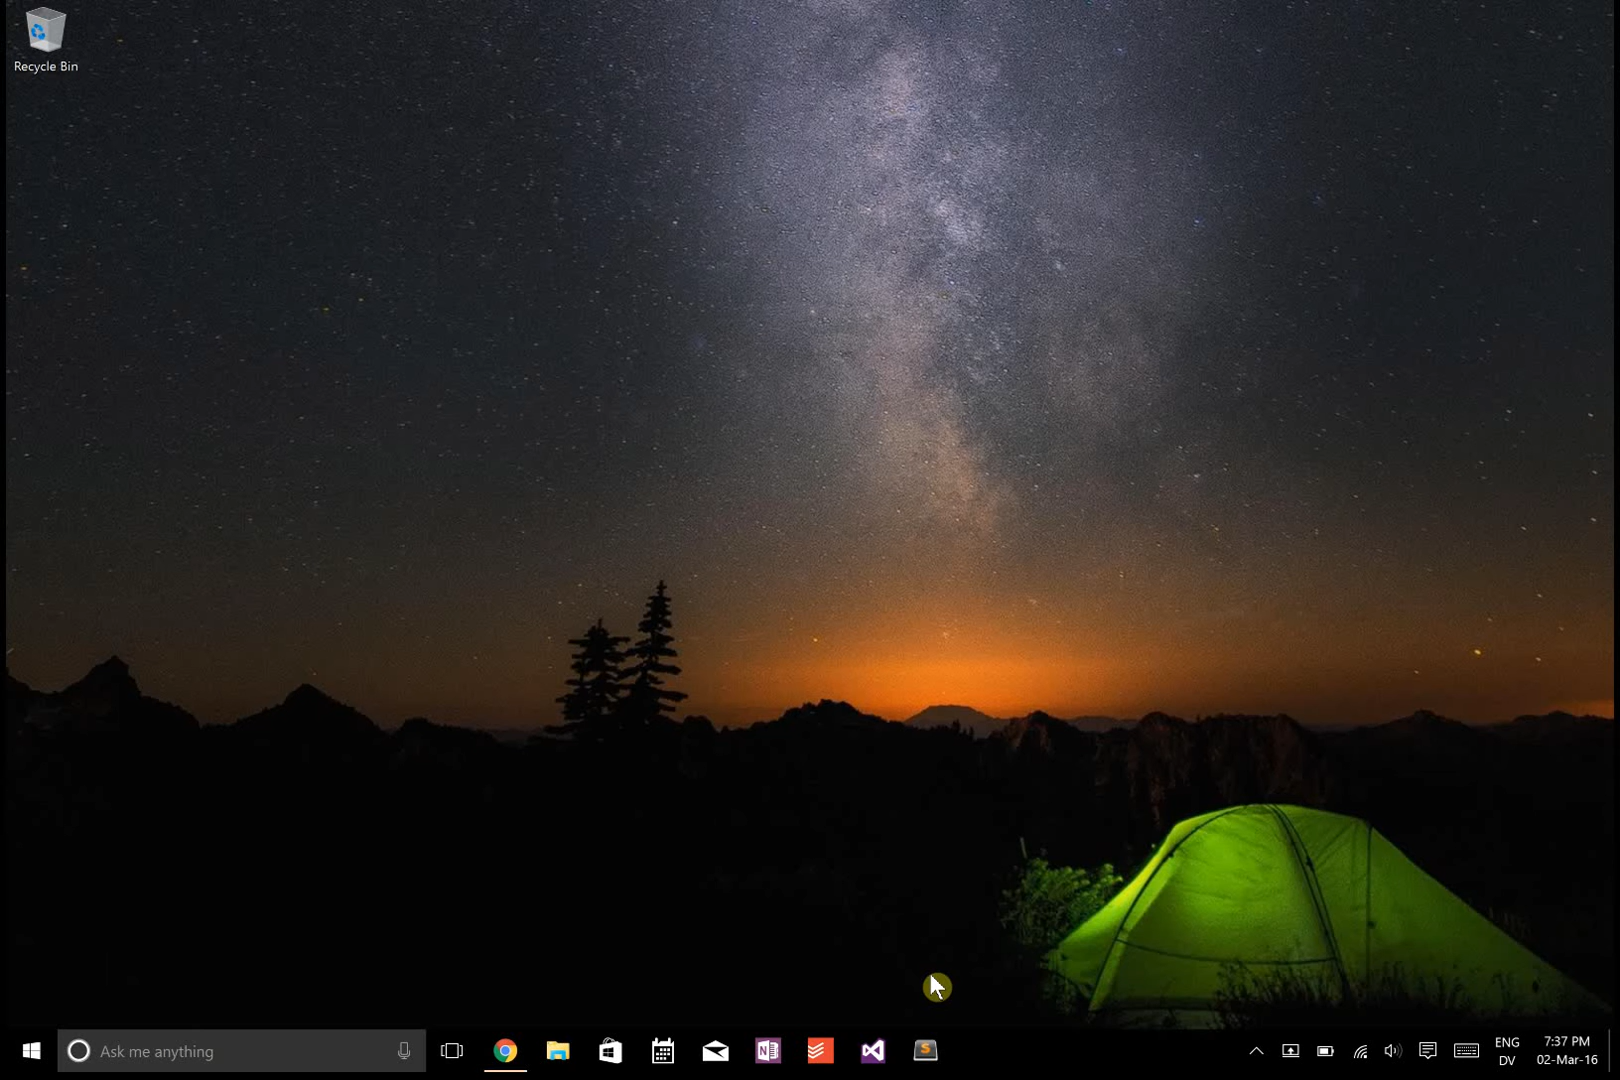 Recycle Bin
Ask me anything
ENG
DV
7:37 PM
02-Mar-16